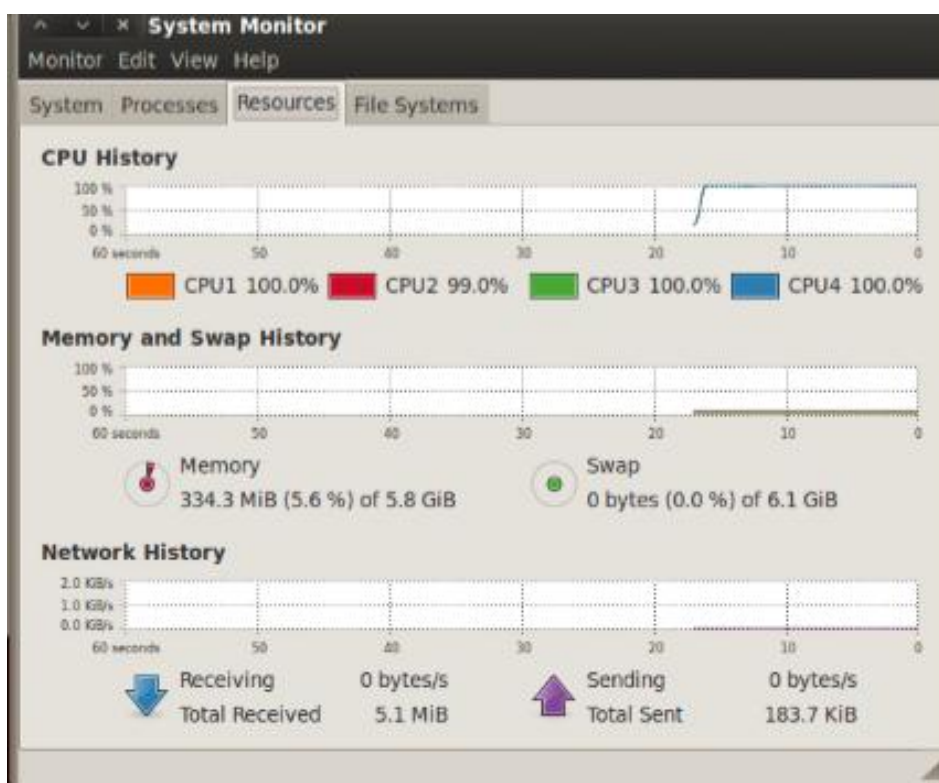 System Monitor
Monitor Edit View Help
System Processes Resources File Systems
CPU History
100 %
50 %
0 %
60 seconds 50 40 30 20 10 0
CPU1 100.0% CPU2 99.0% CPU3 100.0% CPU4 100.0%
Memory and Swap History
100 %
50 %
0 %
60 seconds 50 40 30 20 10 0
Memory Swap
334.3 MiB (5.6 %) of 5.8 GiB 0 bytes (0.0 %) of 6.1 GiB
Network History
2.0 KiB/s
1.0 KiB/s
0.0 KiB/s
60 seconds 50 40 30 20 10 0
Receiving 0 bytes/s Sending 0 bytes/s
Total Received 5.1 MiB Total Sent 183.7 KiB